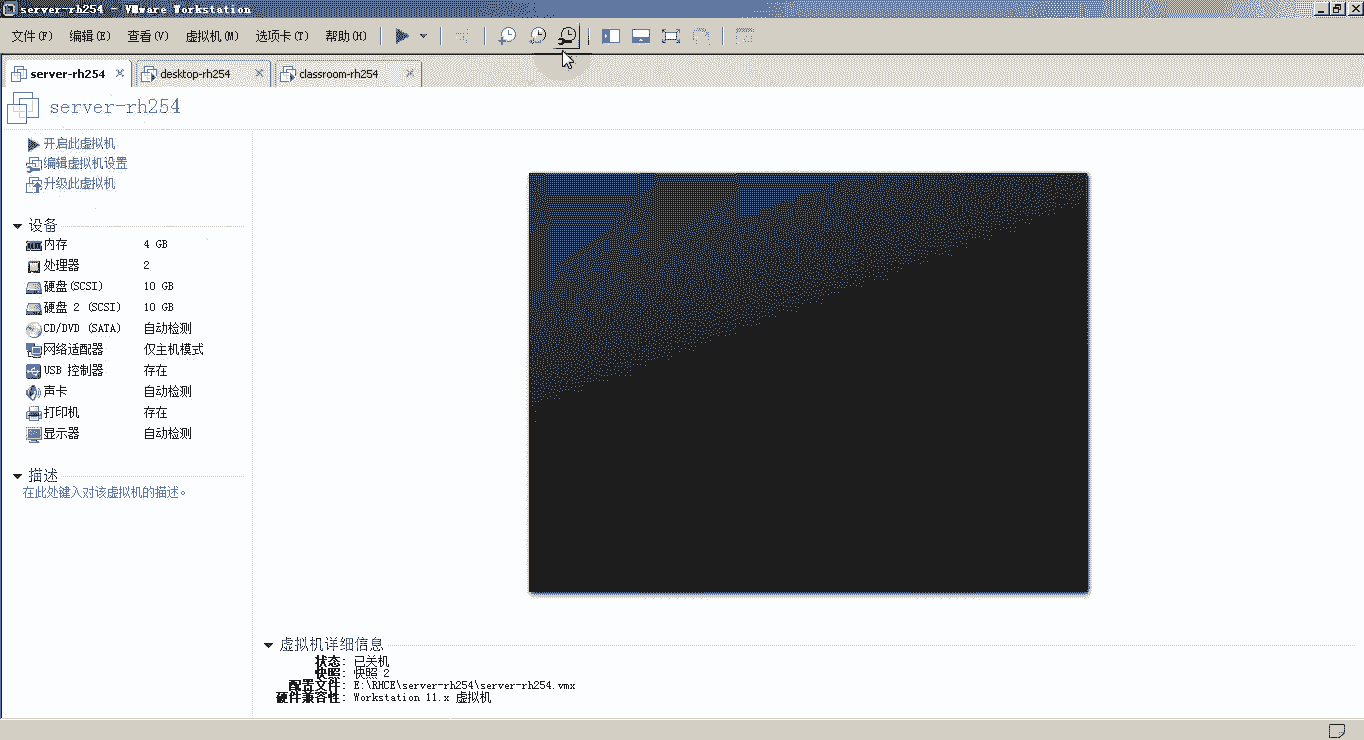 server-rh254 - VMware Workstation
文件(F) 编辑(E) 查看(V) 虚拟机(M) 选项卡(T) 帮助(H)
server-rh254 desktop-rh254 classroom-rh254
server-rh254
开启此虚拟机
编辑虚拟机设置
升级此虚拟机
设备
内存 4 GB
处理器 2
硬盘(SCSI) 10 GB
硬盘 2 (SCSI) 10 GB
CD/DVD (SATA) 自动检测
网络适配器 仅主机模式
USB 控制器 存在
声卡 自动检测
打印机 存在
显示器 自动检测
描述
在此处键入对该虚拟机的描述。
虚拟机详细信息
状态: 已关机
快照: 快照 2
配置文件: E:\RHCE\server-rh254\server-rh254.vmx
硬件兼容性: Workstation 11.x 虚拟机